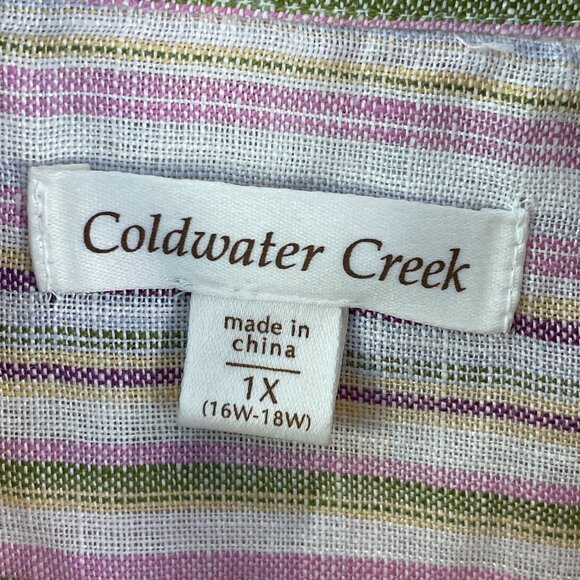 Coldwater Creek
made in
china
1X
(16W-18W)